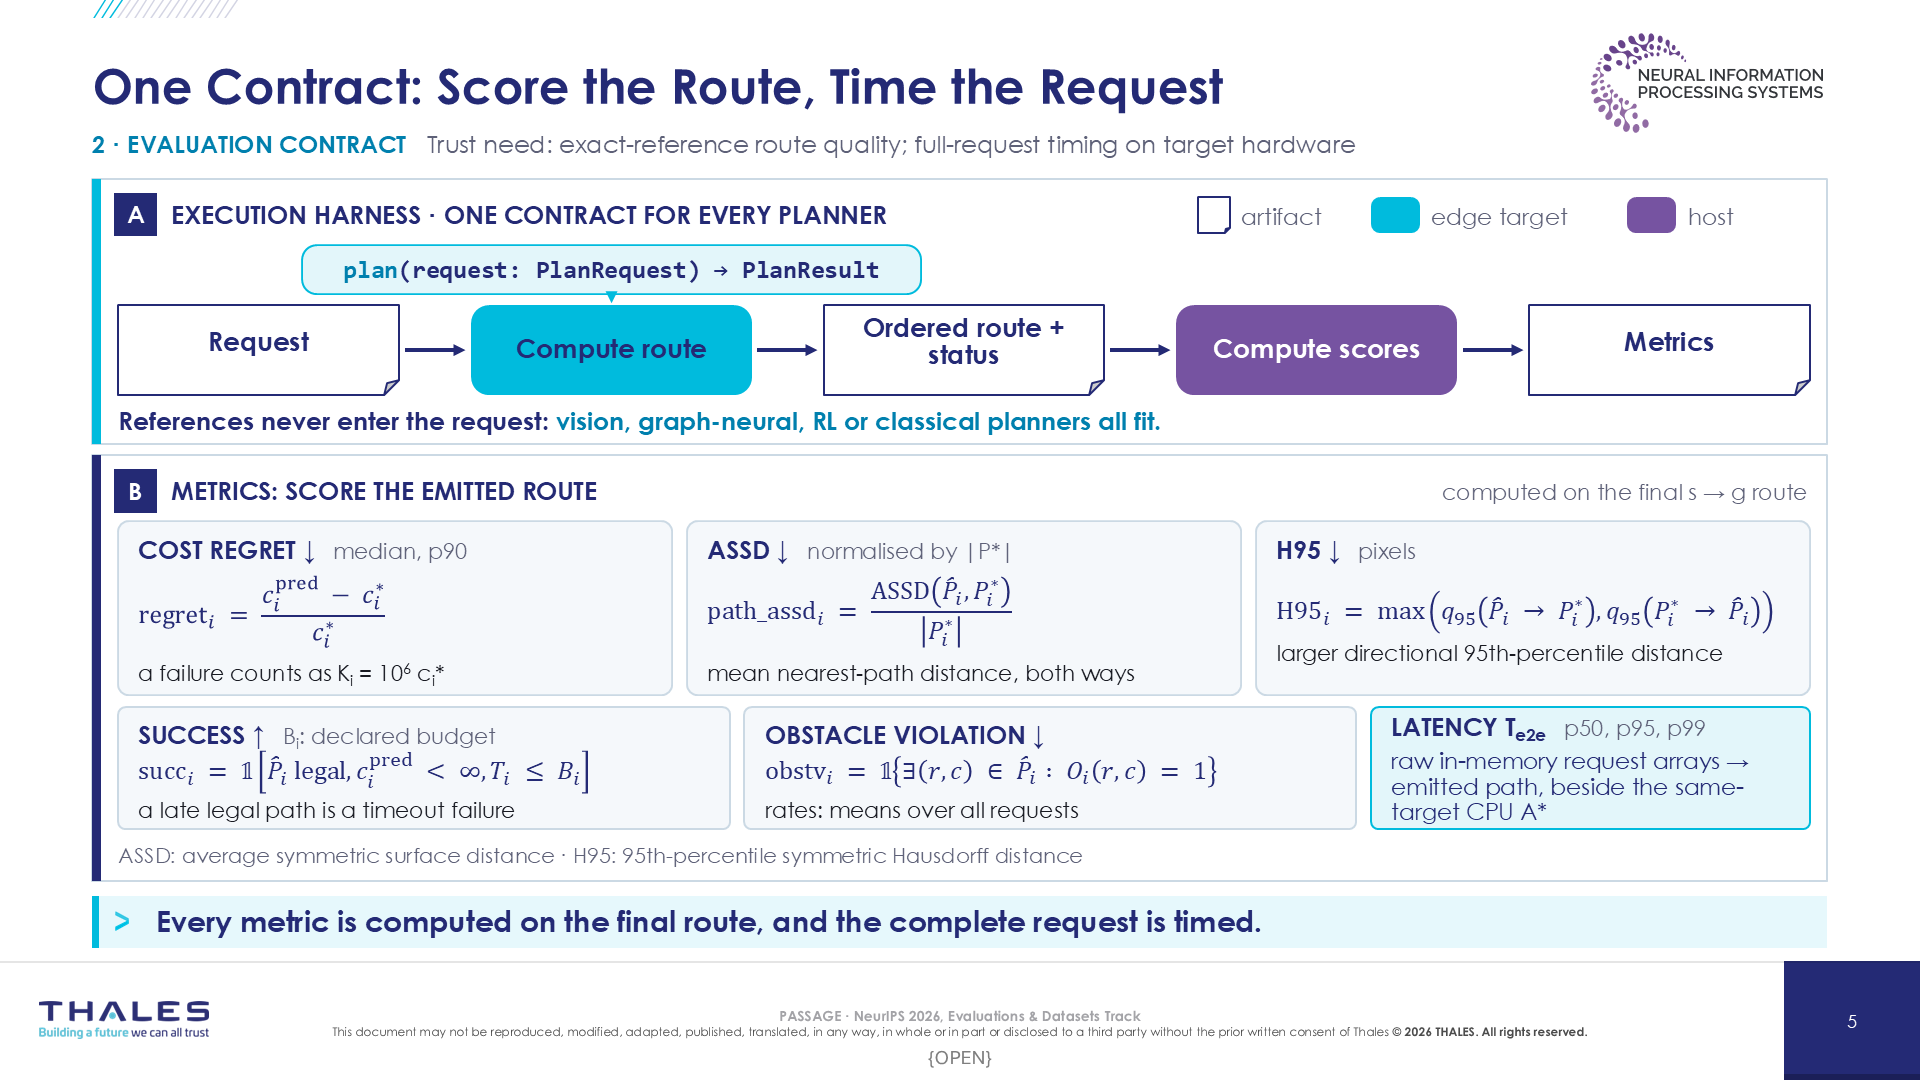 One Contract: Score the Route, Time the Request
NEURAL INFORMATION
PROCESSING SYSTEMS
2 · EVALUATION CONTRACT Trust need: exact-reference route quality; full-request timing on target hardware
A EXECUTION HARNESS · ONE CONTRACT FOR EVERY PLANNER
artifact edge target host
plan(request: PlanRequest) → PlanResult
Request
Compute route
Ordered route +
status
Compute scores
Metrics
References never enter the request: vision, graph-neural, RL or classical planners all fit.
B METRICS: SCORE THE EMITTED ROUTE
computed on the final s → g route
COST REGRET ↓ median, p90
regret_i = (c_i^pred − c_i^*) / c_i^*
a failure counts as K_i = 10⁶ c_i*
ASSD ↓ normalised by |P*|
path_assd_i = ASSD(P̂_i, P_i^*) / |P_i^*|
mean nearest-path distance, both ways
H95 ↓ pixels
H95_i = max(q_95(P̂_i → P_i^*), q_95(P_i^* → P̂_i))
larger directional 95th-percentile distance
SUCCESS ↑ B_i: declared budget
succ_i = 𝟙[P̂_i legal, c_i^pred < ∞, T_i ≤ B_i]
a late legal path is a timeout failure
OBSTACLE VIOLATION ↓
obstv_i = 𝟙{∃(r, c) ∈ P̂_i : O_i(r, c) = 1}
rates: means over all requests
LATENCY T_e2e p50, p95, p99
raw in-memory request arrays →
emitted path, beside the same-
target CPU A*
ASSD: average symmetric surface distance · H95: 95th-percentile symmetric Hausdorff distance
> Every metric is computed on the final route, and the complete request is timed.
THALES
Building a future we can all trust
PASSAGE · NeurIPS 2026, Evaluations & Datasets Track
This document may not be reproduced, modified, adapted, published, translated, in any way, in whole or in part or disclosed to a third party without the prior written consent of Thales © 2026 THALES. All rights reserved.
{OPEN}
5